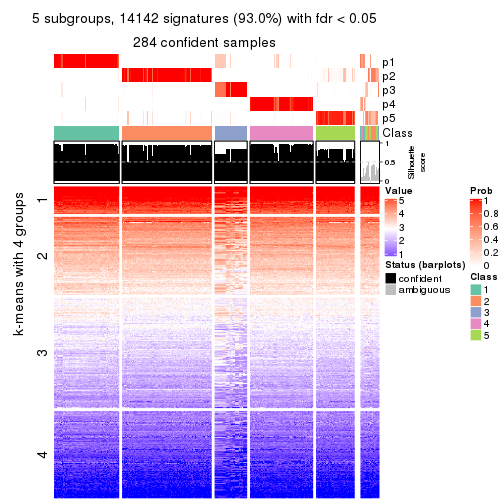 5 subgroups, 14142 signatures (93.0%) with fdr < 0.05
284 confident samples
p1
p2
p3
p4
p5
Class
1
0.5
0
Silhouette
score
k-means with 4 groups
1
2
3
4
Value
5
4
3
2
1
Status (barplots)
confident
ambiguous
Prob
1
0.8
0.6
0.4
0.2
0
Class
1
2
3
4
5